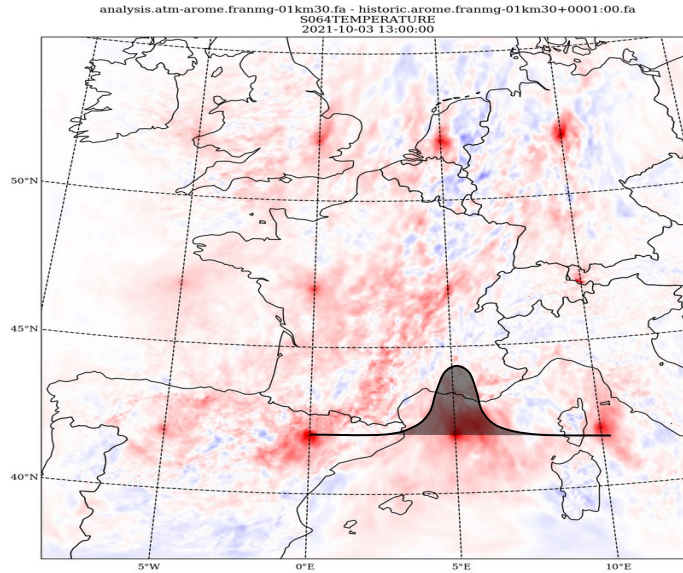 analysis.atm-arome.franmg-01km30.fa - historic.arome.franmg-01km30+0001:00.fa
S064TEMPERATURE
2021-10-03 13:00:00
50°N
45°N
40°N
5°W
0°E
5°E
10°E